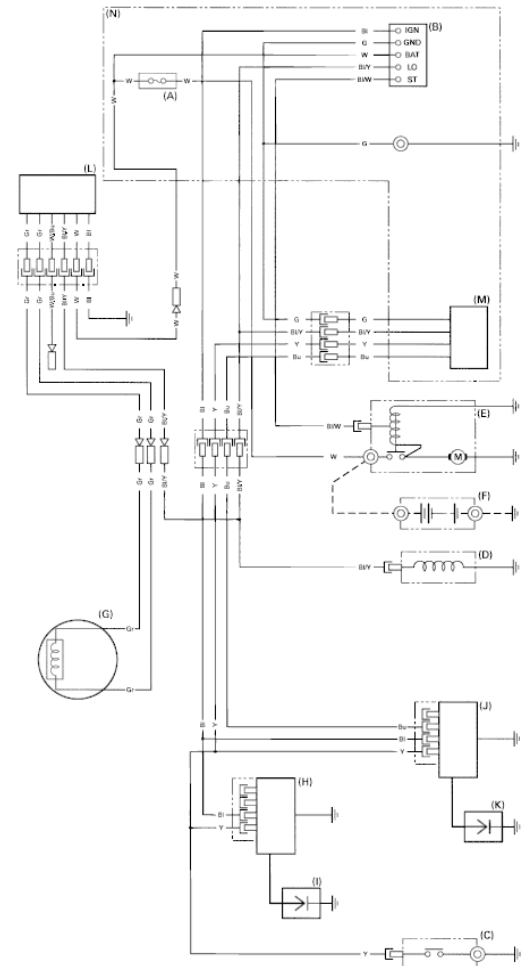 (N)
(B)
Bl IGN
G GND
W BAT
Bl/Y LO
Bl/W ST
W W
(A)
W
G
(L)
Gr Gr W/Bu Bl/Y W Bl
W
Gr Gr W/Bu Bl/Y W Bl
W
(M)
G G
Bl/Y Bl/Y
Y Y
Bu Bu
Bl Y Bu Bl/Y
(E)
Bl/W
Gr Gr Bl/Y
W M
Bl Y Bu Bl/Y
Gr Gr Bl/Y
(F)
(D)
Bl/Y
(G)
Gr
Gr
(J)
Bl Y
Bu
Bl
Y
(H)
(K)
Bl
Y
(I)
(C)
Y